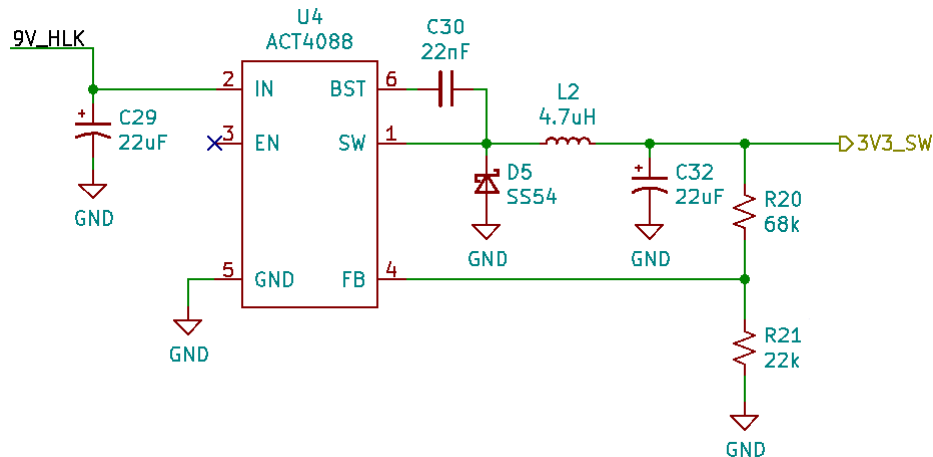 9V_HLK
U4
ACT4088
C30
22nF
2
IN
BST
6
L2
4.7uH
+
C29
22uF
3
EN
SW
1
3V3_SW
GND
D5
SS54
+
C32
22uF
R20
68k
GND
GND
5
GND
FB
4
GND
R21
22k
GND